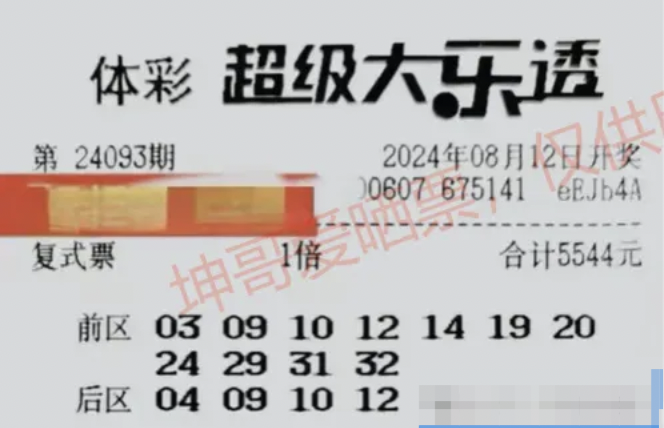 体彩 超级大乐透
第 24093期 2024年08月12日开奖
00607 675141 eEJb4A
复式票 1倍 合计5544元
前区 03 09 10 12 14 19 20
24 29 31 32
后区 04 09 10 12
坤哥爱晒票，仅供